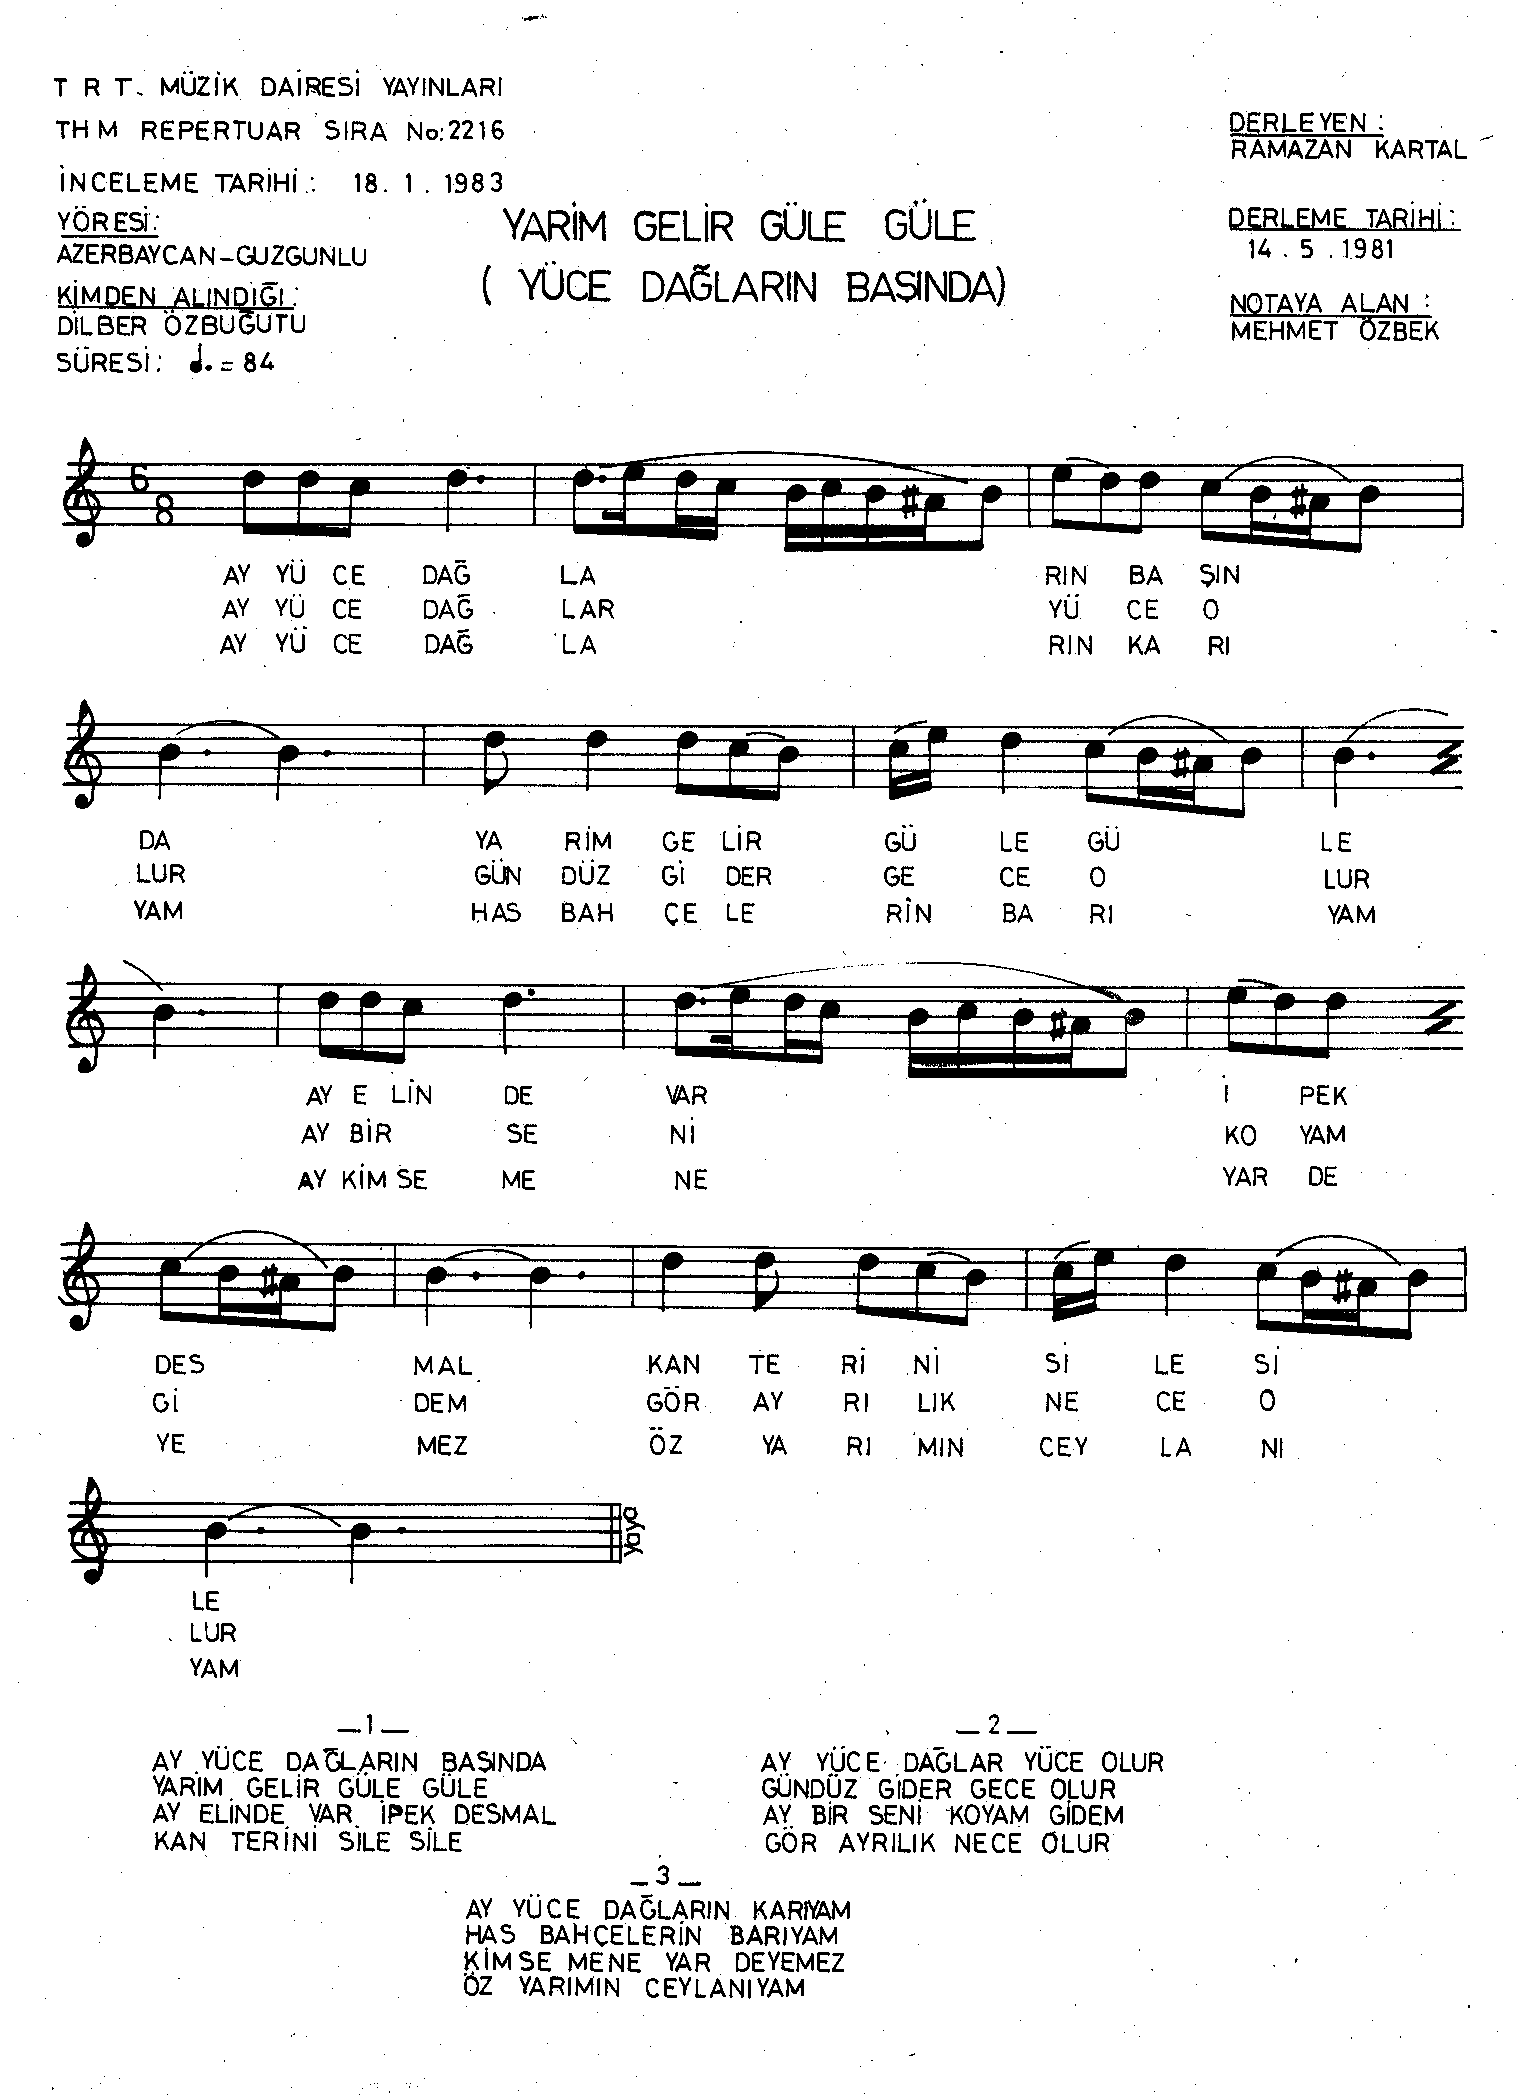 T R T. MÜZİK DAİRESİ YAYINLARI
THM REPERTUAR SIRA No:2216
İNCELEME TARİHİ: 18. 1. 1983
YÖRESİ:
AZERBAYCAN-GUZGUNLU
KİMDEN ALINDIĞI:
DİLBER ÖZBUĞUTU
SÜRESİ: ♩. = 84
YARİM GELİR GÜLE GÜLE
( YÜCE DAĞLARIN BAŞINDA)
DERLEYEN:
RAMAZAN KARTAL
DERLEME TARİHİ:
14. 5. 1981
NOTAYA ALAN:
MEHMET ÖZBEK
6
8
AY YÜ CE DAĞ LA RIN BA ŞIN
AY YÜ CE DAĞ LAR YÜ CE O
AY YÜ CE DAĞ LA RIN KA RI
DA YA RİM GE LİR GÜ LE GÜ LE
LUR GÜN DÜZ Gİ DER GE CE O LUR
YAM HAS BAH ÇE LE RİN BA RI YAM
AY E LİN DE VAR İ PEK
AY BİR SE Nİ KO YAM
AY KİM SE ME NE YAR DE
DES MAL KAN TE Rİ Nİ Sİ LE Sİ
Gİ DEM GÖR AY RI LIK NE CE O
YE MEZ ÖZ YA RI MIN CEY LA NI
yaya
LE
LUR
YAM
—1—
AY YÜCE DAĞLARIN BAŞINDA
YARİM GELİR GÜLE GÜLE
AY ELİNDE VAR İPEK DESMAL
KAN TERİNİ SİLE SİLE
—2—
AY YÜCE DAĞLAR YÜCE OLUR
GÜNDÜZ GİDER GECE OLUR
AY BİR SENİ KOYAM GİDEM
GÖR AYRILIK NECE OLUR
—3—
AY YÜCE DAĞLARIN KARIYAM
HAS BAHÇELERİN BARIYAM
KİMSE MENE YAR DEYEMEZ
ÖZ YARIMIN CEYLANIYAM